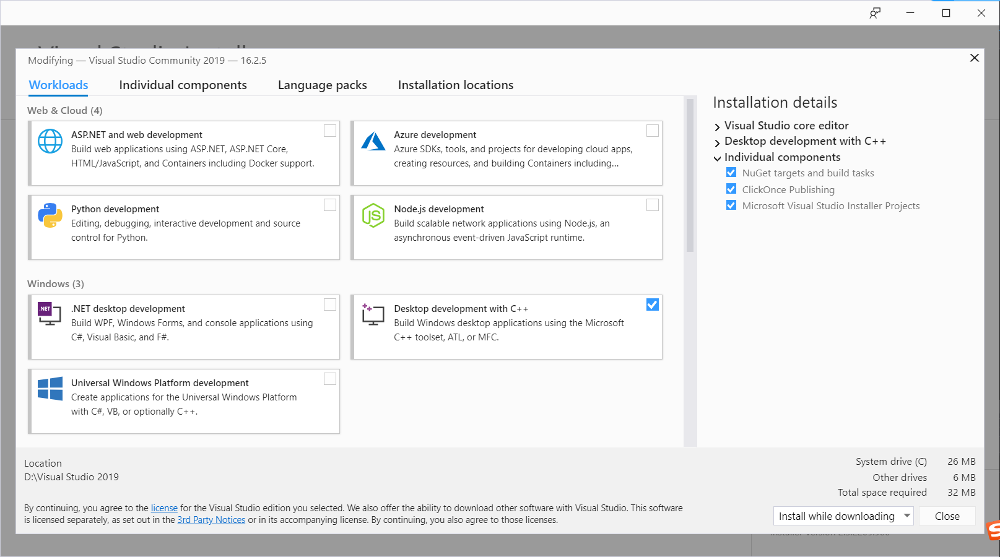 Modifying — Visual Studio Community 2019 — 16.2.5
Workloads
Individual components
Language packs
Installation locations
Web & Cloud (4)
ASP.NET and web development
Build web applications using ASP.NET, ASP.NET Core,
HTML/JavaScript, and Containers including Docker support.
Azure development
Azure SDKs, tools, and projects for developing cloud apps,
creating resources, and building Containers including...
Python development
Editing, debugging, interactive development and source
control for Python.
JS
Node.js development
Build scalable network applications using Node.js, an
asynchronous event-driven JavaScript runtime.
Windows (3)
.NET
.NET desktop development
Build WPF, Windows Forms, and console applications using
C#, Visual Basic, and F#.
Desktop development with C++
Build Windows desktop applications using the Microsoft
C++ toolset, ATL, or MFC.
Universal Windows Platform development
Create applications for the Universal Windows Platform
with C#, VB, or optionally C++.
Installation details
Visual Studio core editor
Desktop development with C++
Individual components
NuGet targets and build tasks
ClickOnce Publishing
Microsoft Visual Studio Installer Projects
Location
D:\Visual Studio 2019
System drive (C) 26 MB
Other drives 6 MB
Total space required 32 MB
By continuing, you agree to the license for the Visual Studio edition you selected. We also offer the ability to download other software with Visual Studio. This software
is licensed separately, as set out in the 3rd Party Notices or in its accompanying license. By continuing, you also agree to those licenses.
Install while downloading
Close